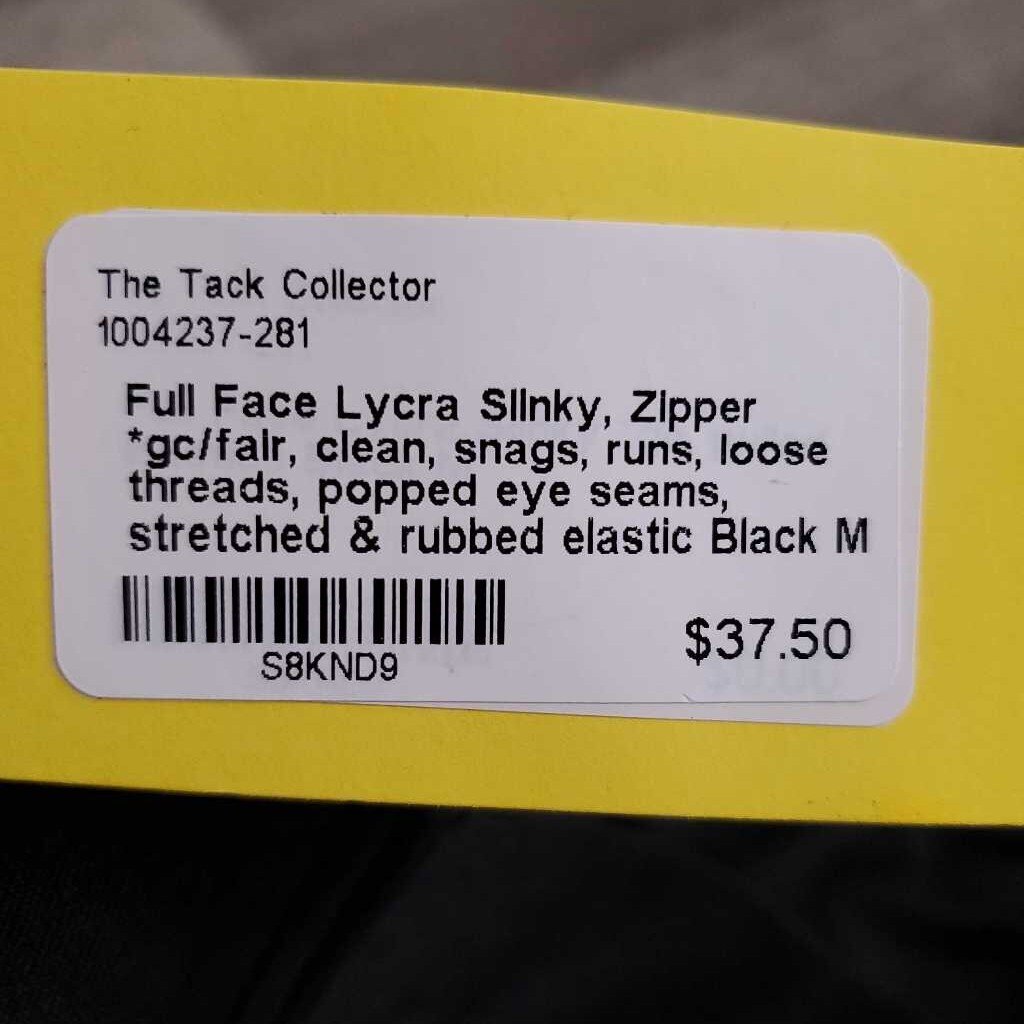 The Tack Collector
1004237-281
Full Face Lycra Slinky, Zipper
*gc/fair, clean, snags, runs, loose
threads, popped eye seams,
stretched & rubbed elastic Black M
S8KND9
$37.50